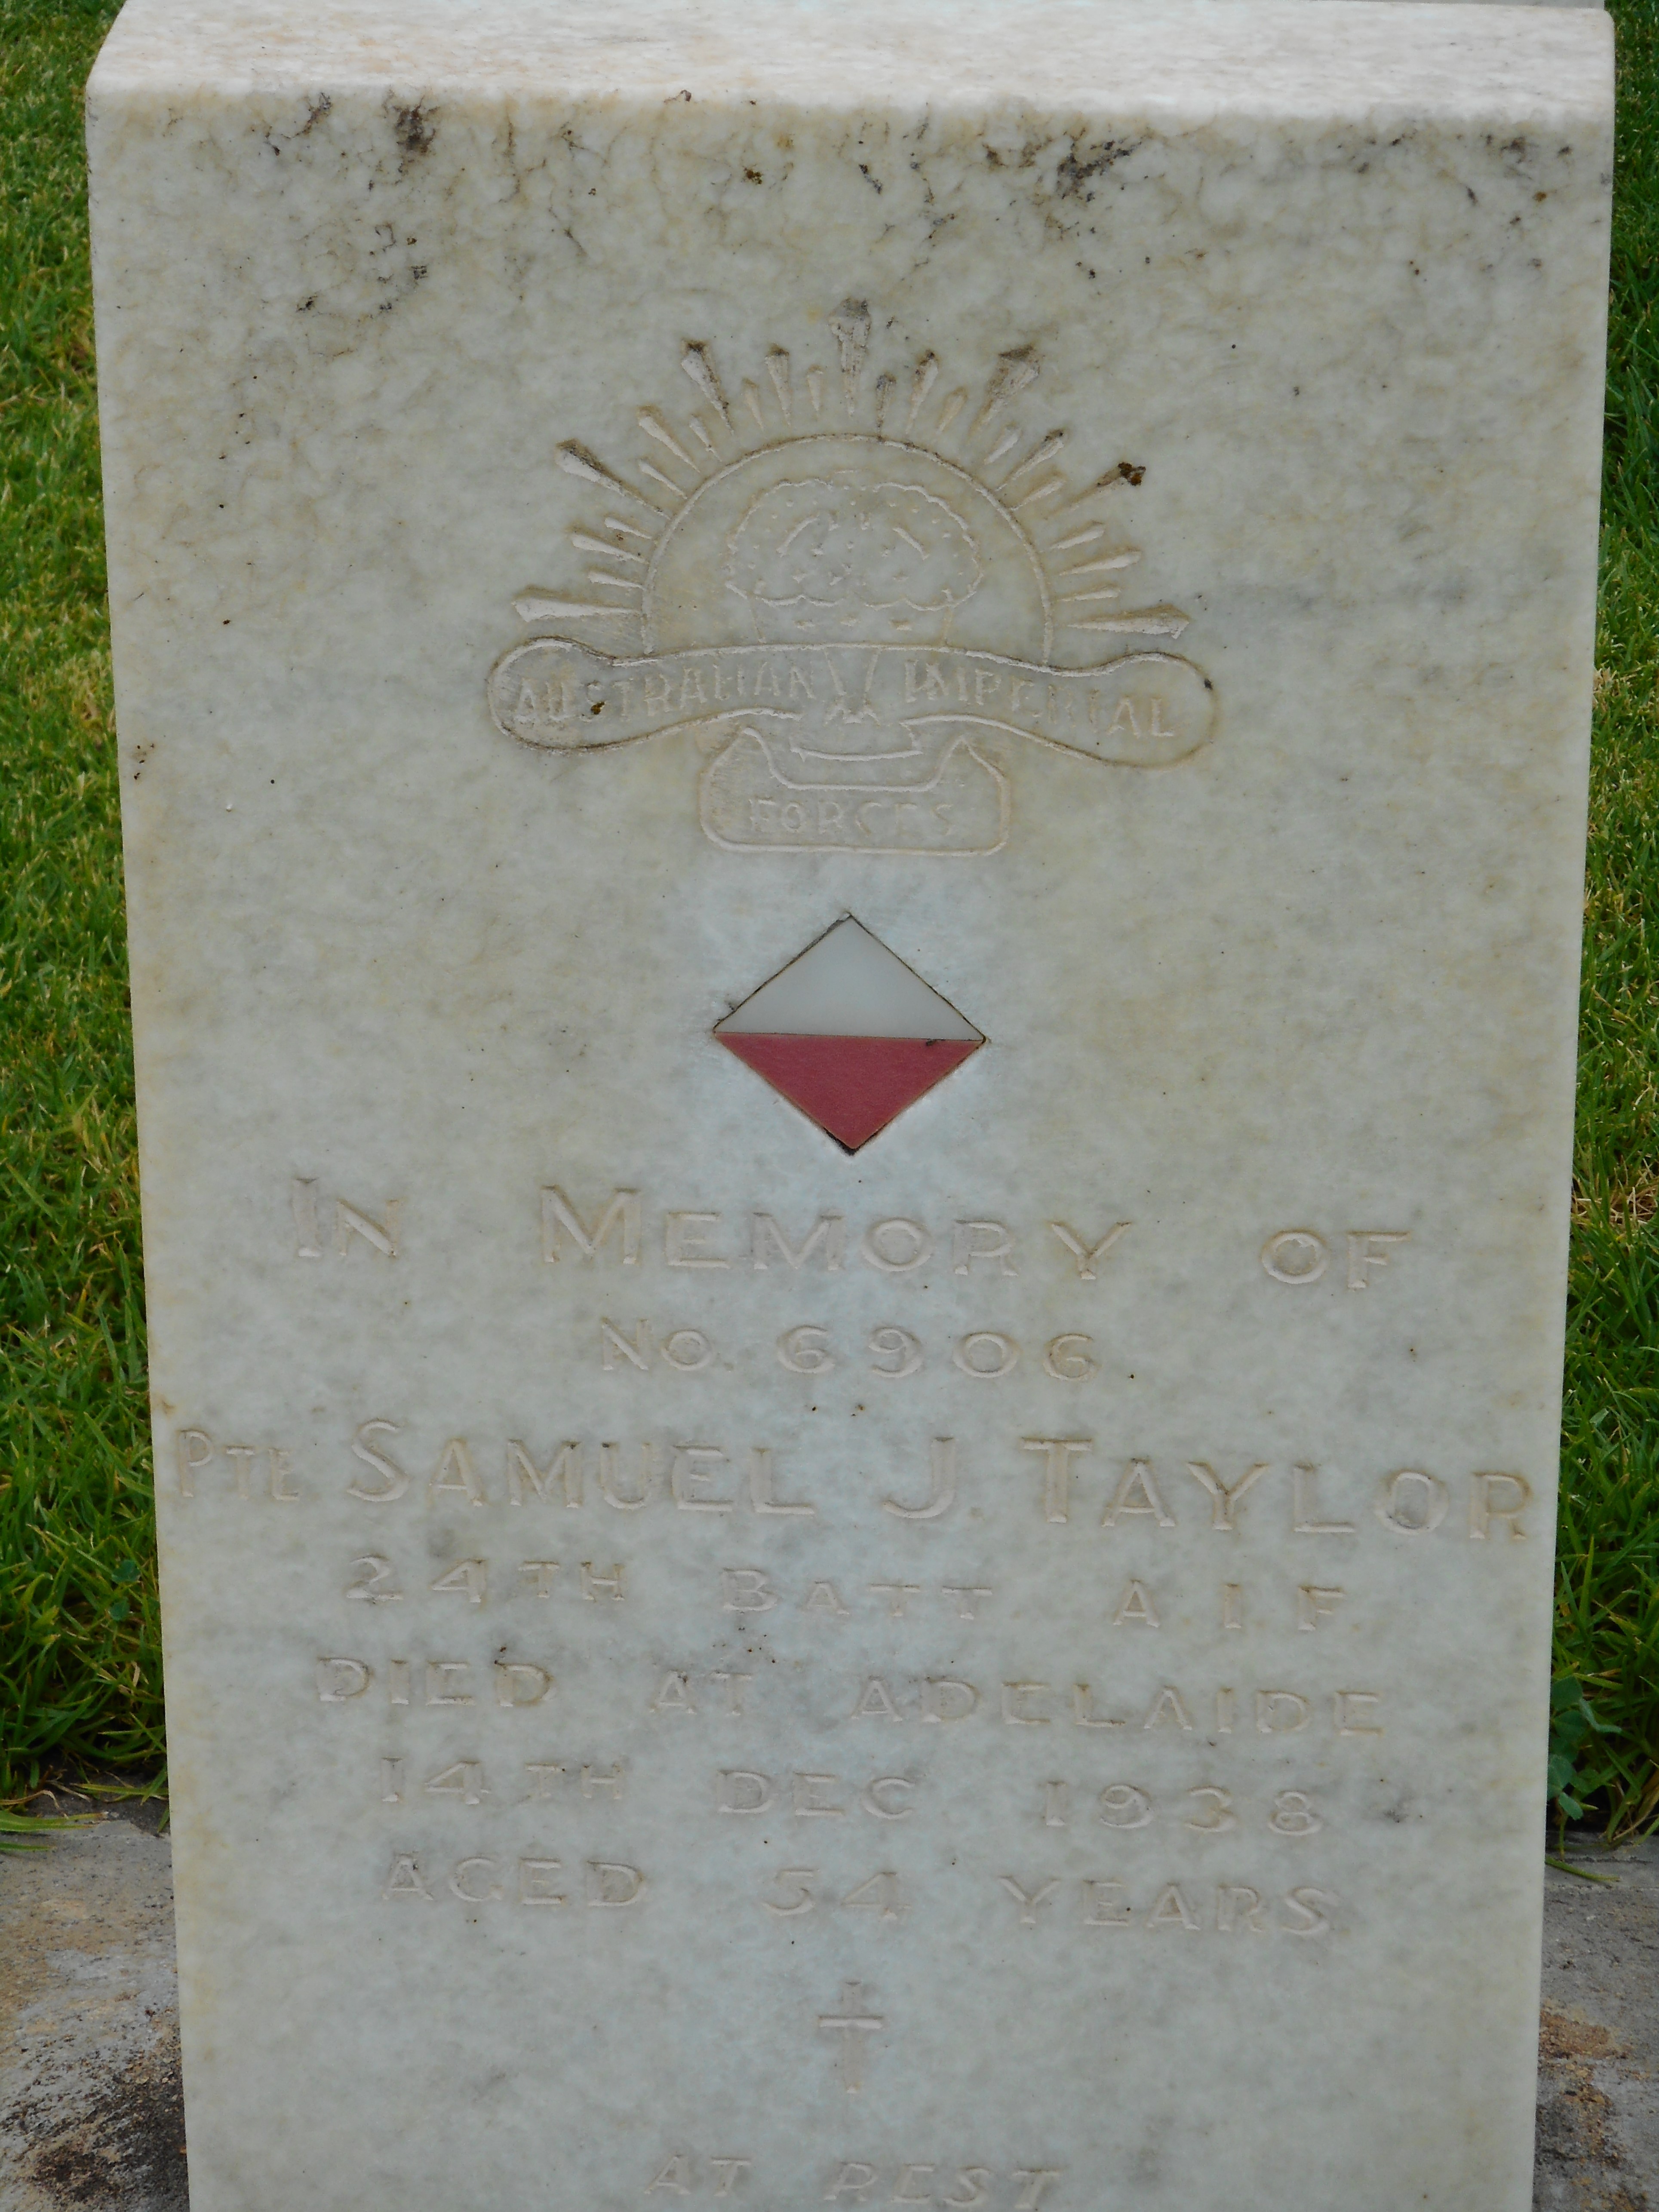 AUSTRALIAN IMPERIAL
FORCES
IN MEMORY OF
No. 6906
PTE SAMUEL J. TAYLOR
24TH BATT A.I.F.
DIED AT ADELAIDE
14TH DEC 1938
AGED 54 YEARS
AT REST